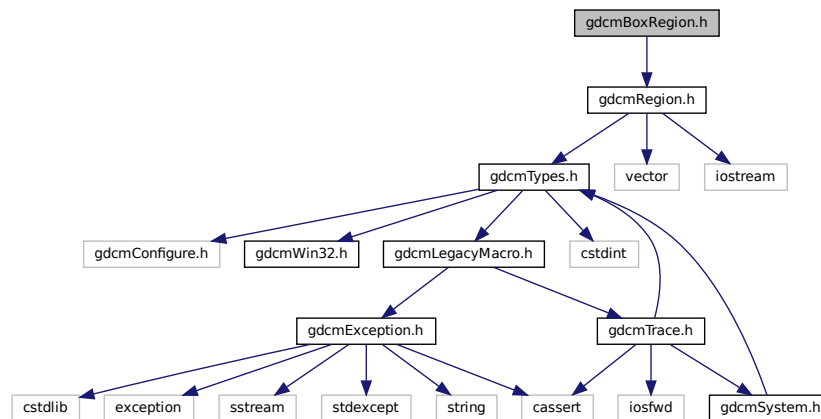 gdcmBoxRegion.h
gdcmRegion.h
gdcmTypes.h
vector
iostream
gdcmConfigure.h
gdcmWin32.h
gdcmLegacyMacro.h
cstdint
gdcmException.h
gdcmTrace.h
cstdlib
exception
sstream
stdexcept
string
cassert
iosfwd
gdcmSystem.h